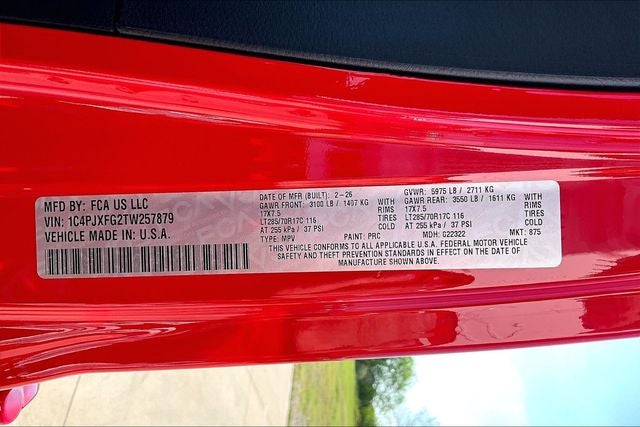 MFD BY: FCA US LLC
VIN: 1C4PJXFG2TW257879
VEHICLE MADE IN U.S.A.
DATE OF MFR (BUILT): 2-26 GVWR: 5975 LB / 2711 KG
GAWR FRONT: 3100 LB / 1407 KG WITH GAWR REAR: 3550 LB / 1611 KG WITH
17X7.5 RIMS 17X7.5 RIMS
LT285/70R17C 116 TIRES LT285/70R17C 116 TIRES
AT 255 kPa / 37 PSI COLD AT 255 kPa / 37 PSI COLD
TYPE: MPV PAINT: PRC MDH: 022322 MKT: 875
THIS VEHICLE CONFORMS TO ALL APPLICABLE U.S.A. FEDERAL MOTOR VEHICLE
SAFETY AND THEFT PREVENTION STANDARDS IN EFFECT ON THE DATE OF
MANUFACTURE SHOWN ABOVE.